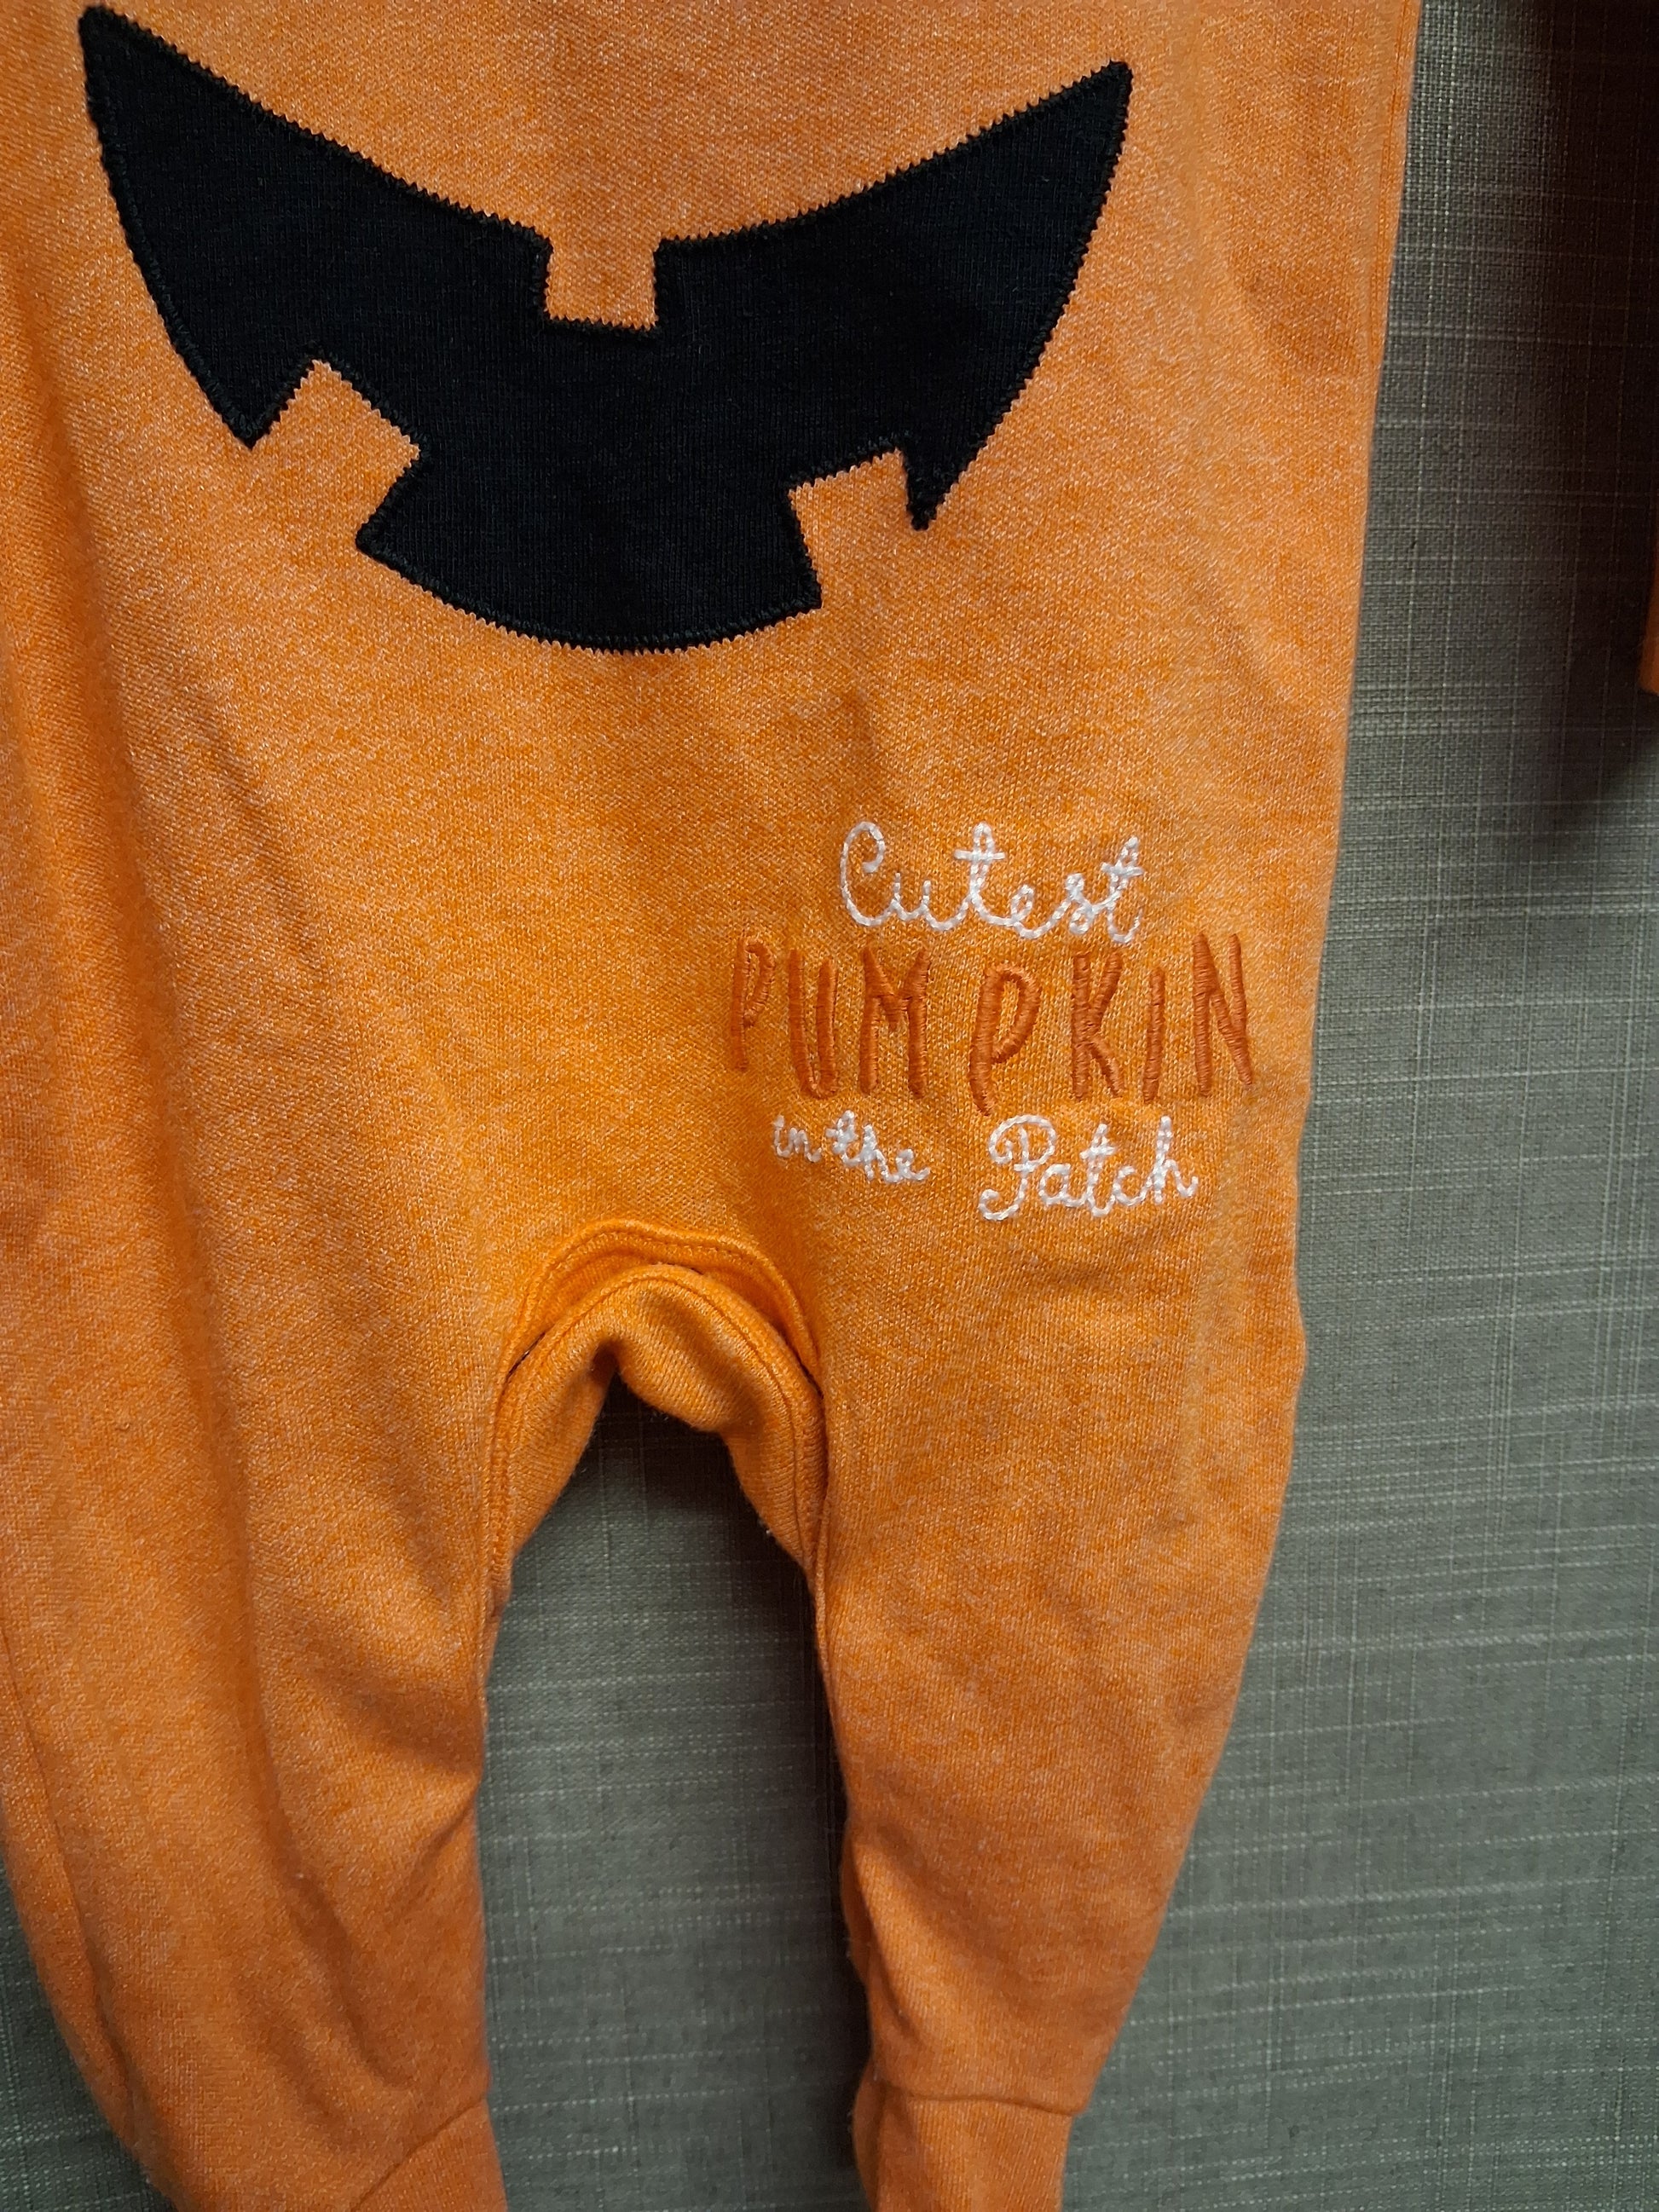 Cutest
PUMPKiN
in the Patch